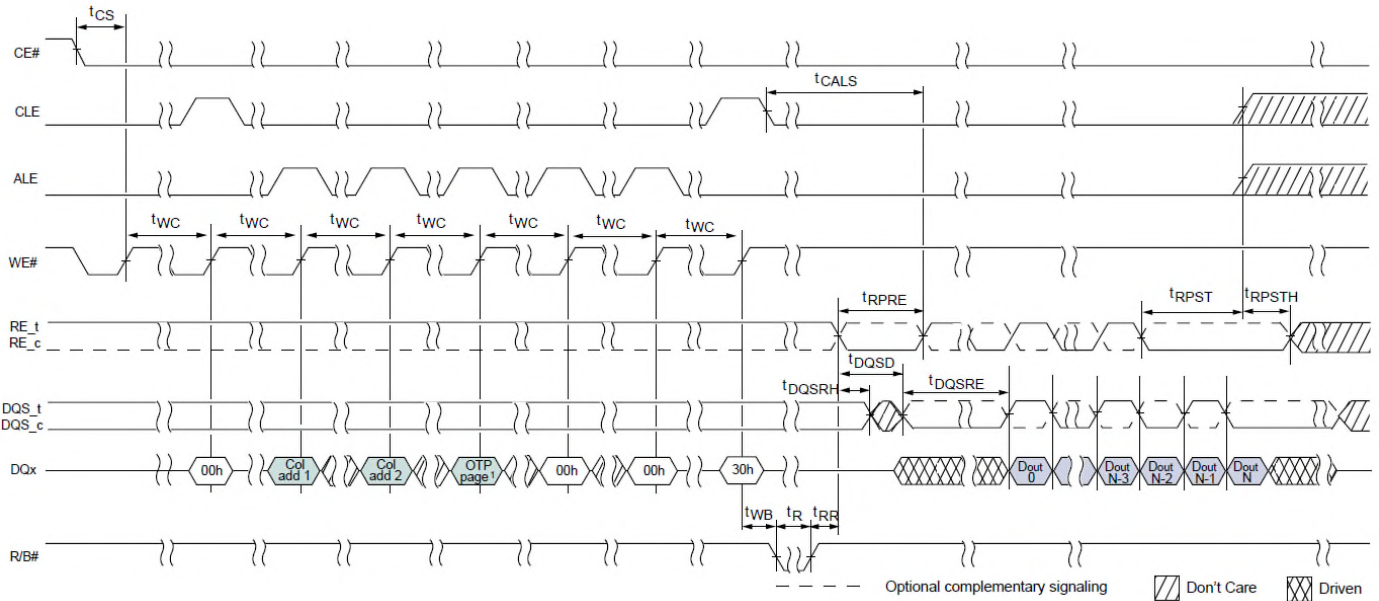 tCS
CE#
tCALS
CLE
ALE
tWC tWC tWC tWC tWC tWC tWC
WE#
tRPRE tRPST tRPSTH
RE_t
RE_c
tDQSD
tDQSRH tDQSRE
DQS_t
DQS_c
DQx 00h Col add 1 Col add 2 OTP page¹ 00h 00h 30h Dout 0 Dout N-3 Dout N-2 Dout N-1 Dout N
tWB tR tRR
R/B#
Optional complementary signaling Don't Care Driven